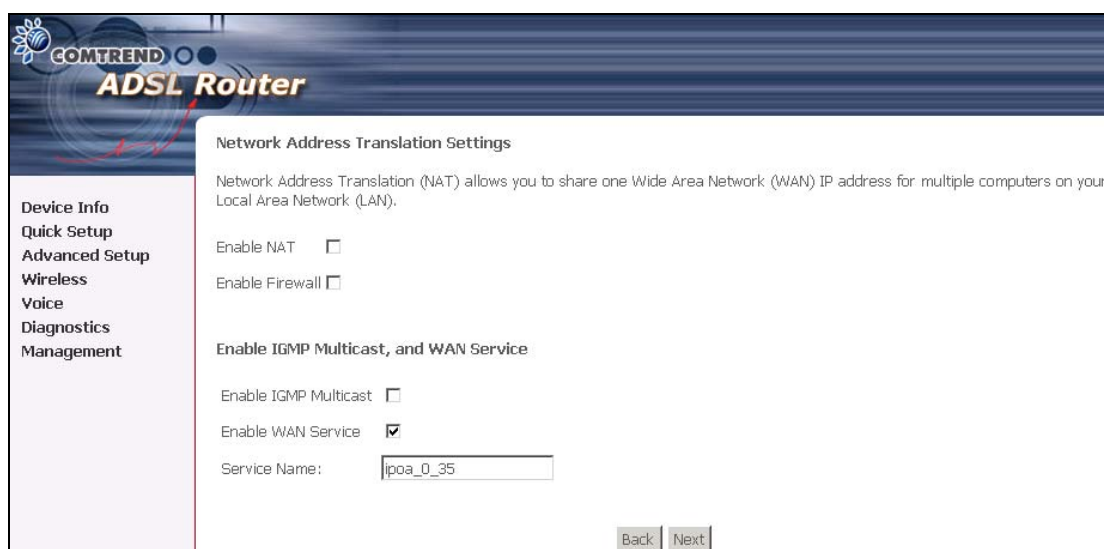 COMTREND
ADSL Router
Device Info
Quick Setup
Advanced Setup
Wireless
Voice
Diagnostics
Management
Network Address Translation Settings
Network Address Translation (NAT) allows you to share one Wide Area Network (WAN) IP address for multiple computers on your
Local Area Network (LAN).
Enable NAT
Enable Firewall
Enable IGMP Multicast, and WAN Service
Enable IGMP Multicast
Enable WAN Service
Service Name: ipoa_0_35
Back Next